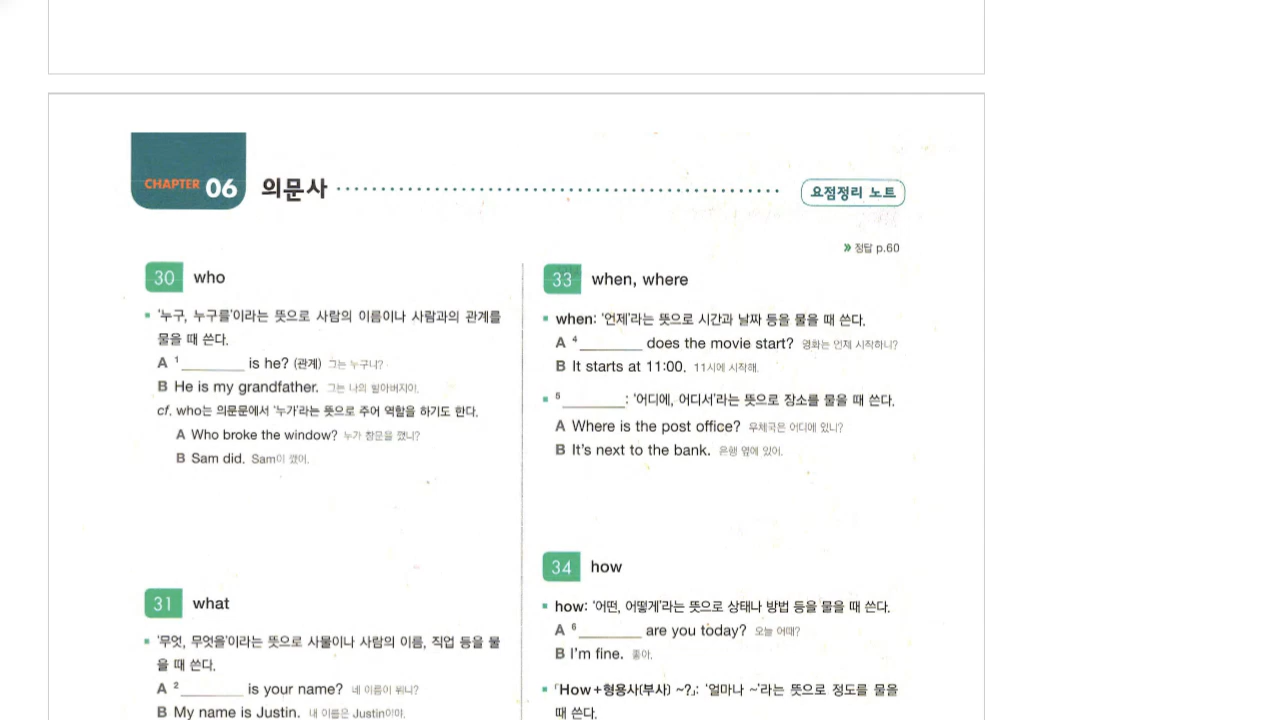 CHAPTER 06 의문사
요점정리 노트
» 정답 p.60
30 who
▪ '누구, 누구를'이라는 뜻으로 사람의 이름이나 사람과의 관계를
물을 때 쓴다.
A ¹________ is he? (관계) 그는 누구니?
B He is my grandfather. 그는 나의 할아버지야.
cf. who는 의문문에서 '누가'라는 뜻으로 주어 역할을 하기도 한다.
A Who broke the window? 누가 창문을 깼니?
B Sam did. Sam이 깼어.
31 what
▪ '무엇, 무엇을'이라는 뜻으로 사물이나 사람의 이름, 직업 등을 물
을 때 쓴다.
A ²________ is your name? 네 이름이 뭐니?
B My name is Justin. 내 이름은 Justin이야.
33 when, where
▪ when: '언제'라는 뜻으로 시간과 날짜 등을 물을 때 쓴다.
A ⁴________ does the movie start? 영화는 언제 시작하니?
B It starts at 11:00. 11시에 시작해.
▪ ⁵________: '어디에, 어디서'라는 뜻으로 장소를 물을 때 쓴다.
A Where is the post office? 우체국은 어디에 있니?
B It's next to the bank. 은행 옆에 있어.
34 how
▪ how: '어떤, 어떻게'라는 뜻으로 상태나 방법 등을 물을 때 쓴다.
A ⁶________ are you today? 오늘 어때?
B I'm fine. 좋아.
▪ 「How+형용사(부사) ~?」: '얼마나 ~'라는 뜻으로 정도를 물을
때 쓴다.